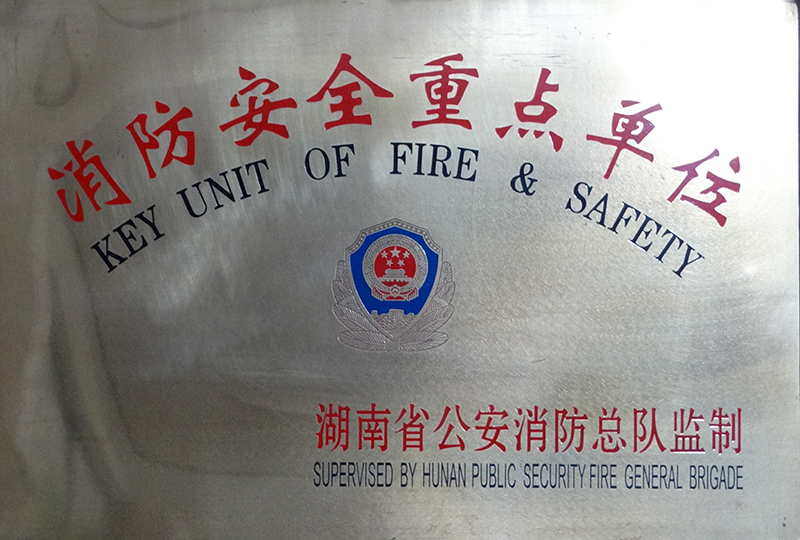 消防安全重点单位
KEY UNIT OF FIRE & SAFETY
湖南省公安消防总队监制
SUPERVISED BY HUNAN PUBLIC SECURITY FIRE GENERAL BRIGADE